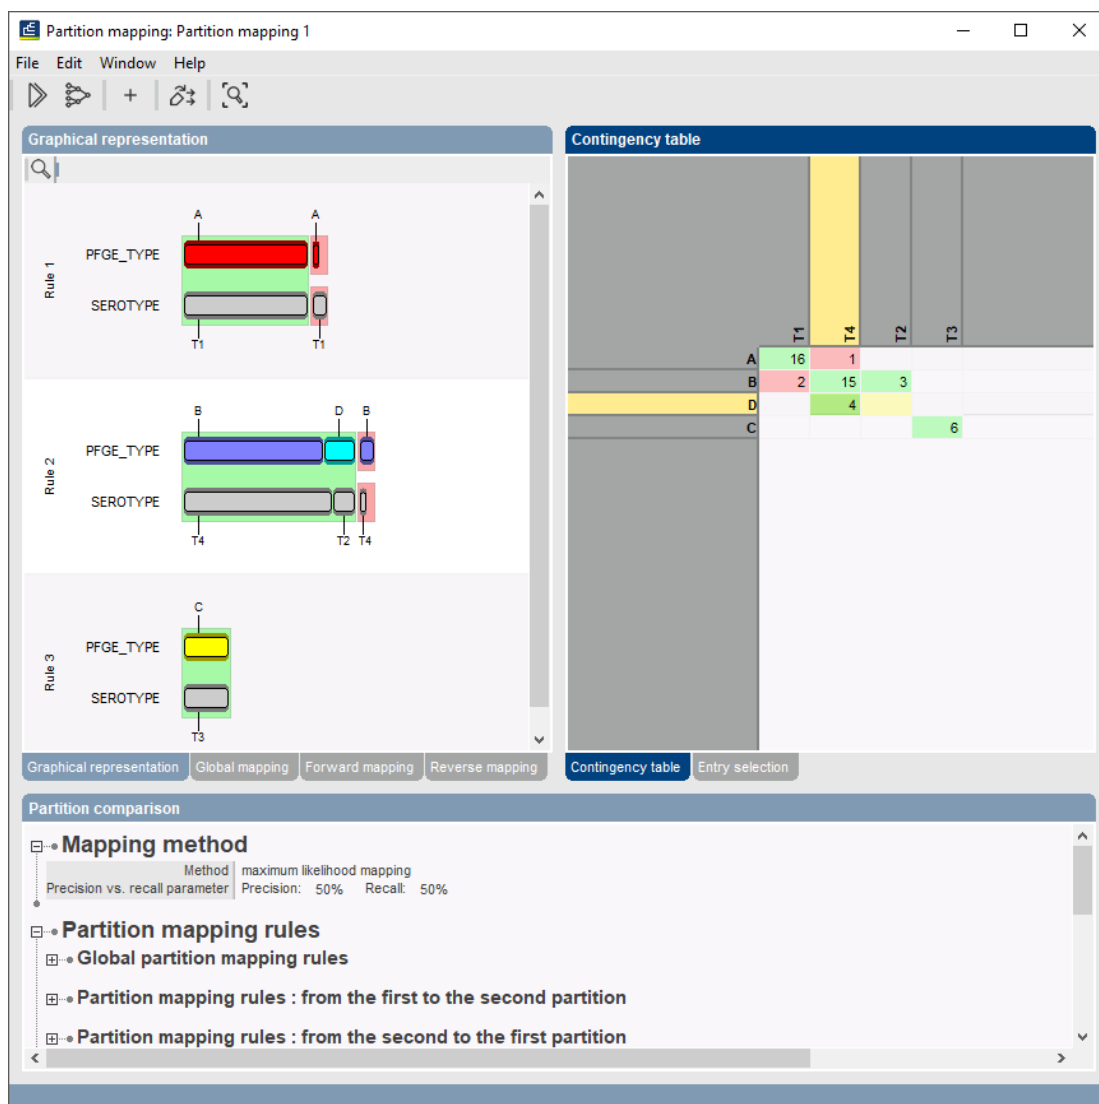 Partition mapping: Partition mapping 1
File Edit Window Help
Graphical representation
A A
Rule 1
PFGE_TYPE
SEROTYPE
T1 T1
B D B
Rule 2
PFGE_TYPE
SEROTYPE
T4 T2 T4
C
Rule 3
PFGE_TYPE
SEROTYPE
T3
Graphical representation Global mapping Forward mapping Reverse mapping
Contingency table
T1 T4 T2 T3
A 16 1
B 2 15 3
D 4
C 6
Contingency table Entry selection
Partition comparison
Mapping method
Method maximum likelihood mapping
Precision vs. recall parameter Precision: 50% Recall: 50%
Partition mapping rules
Global partition mapping rules
Partition mapping rules : from the first to the second partition
Partition mapping rules : from the second to the first partition